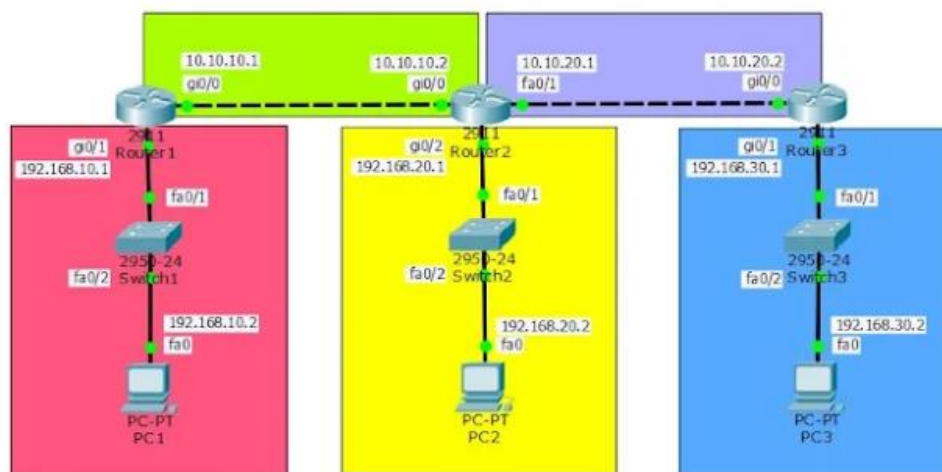 10.10.10.1
gi0/0
10.10.10.2
gi0/0
10.10.20.1
fa0/1
10.10.20.2
gi0/0
2911
Router1
gi0/1
192.168.10.1
fa0/1
2950-24
Switch1
fa0/2
192.168.10.2
fa0
PC-PT
PC1
2911
Router2
gi0/2
192.168.20.1
fa0/1
2950-24
Switch2
fa0/2
192.168.20.2
fa0
PC-PT
PC2
2911
Router3
gi0/1
192.168.30.1
fa0/1
2950-24
Switch3
fa0/2
192.168.30.2
fa0
PC-PT
PC3